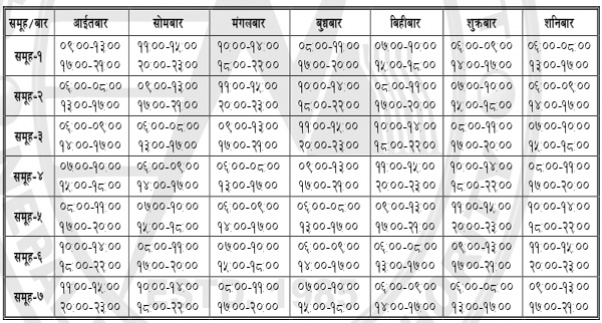 समूह/बार आईतबार सोमबार मंगलबार बुधबार बिहीबार शुक्रबार शनिबार
समूह-१ ०९:००-१३:०० ११:००-१५:०० १०:००-१४:०० ०८:००-११:०० ०७:००-१०:०० ०६:००-०९:०० ०६:००-०८:००
१७:००-२१:०० २०:००-२३:०० १८:००-२२:०० १७:००-२०:०० १५:००-१८:०० १४:००-१७:०० १३:००-१७:००
समूह-२ ०६:००-०८:०० ०९:००-१३:०० ११:००-१५:०० १०:००-१४:०० ०८:००-११:०० ०७:००-१०:०० ०६:००-०९:००
१३:००-१७:०० १७:००-२१:०० २०:००-२३:०० १८:००-२२:०० १७:००-२०:०० १५:००-१८:०० १४:००-१७:००
समूह-३ ०६:००-०९:०० ०६:००-०८:०० ०९:००-१३:०० ११:००-१५:०० १०:००-१४:०० ०८:००-११:०० ०७:००-१०:००
१४:००-१७:०० १३:००-१७:०० १७:००-२१:०० २०:००-२३:०० १८:००-२२:०० १७:००-२०:०० १५:००-१८:००
समूह-४ ०७:००-१०:०० ०६:००-०९:०० ०६:००-०८:०० ०९:००-१३:०० ११:००-१५:०० १०:००-१४:०० ०८:००-११:००
१५:००-१८:०० १४:००-१७:०० १३:००-१७:०० १७:००-२१:०० २०:००-२३:०० १८:००-२२:०० १७:००-२०:००
समूह-५ ०८:००-११:०० ०७:००-१०:०० ०६:००-०९:०० ०६:००-०८:०० ०९:००-१३:०० ११:००-१५:०० १०:००-१४:००
१७:००-२०:०० १५:००-१८:०० १४:००-१७:०० १३:००-१७:०० १७:००-२१:०० २०:००-२३:०० १८:००-२२:००
समूह-६ १०:००-१४:०० ०८:००-११:०० ०७:००-१०:०० ०६:००-०९:०० ०६:००-०८:०० ०९:००-१३:०० ११:००-१५:००
१८:००-२२:०० १७:००-२०:०० १५:००-१८:०० १४:००-१७:०० १३:००-१७:०० १७:००-२१:०० २०:००-२३:००
समूह-७ ११:००-१५:०० १०:००-१४:०० ०८:००-११:०० ०७:००-१०:०० ०६:००-०९:०० ०६:००-०८:०० ०९:००-१३:००
२०:००-२३:०० १८:००-२२:०० १७:००-२०:०० १५:००-१८:०० १४:००-१७:०० १३:००-१७:०० १७:००-२१:००